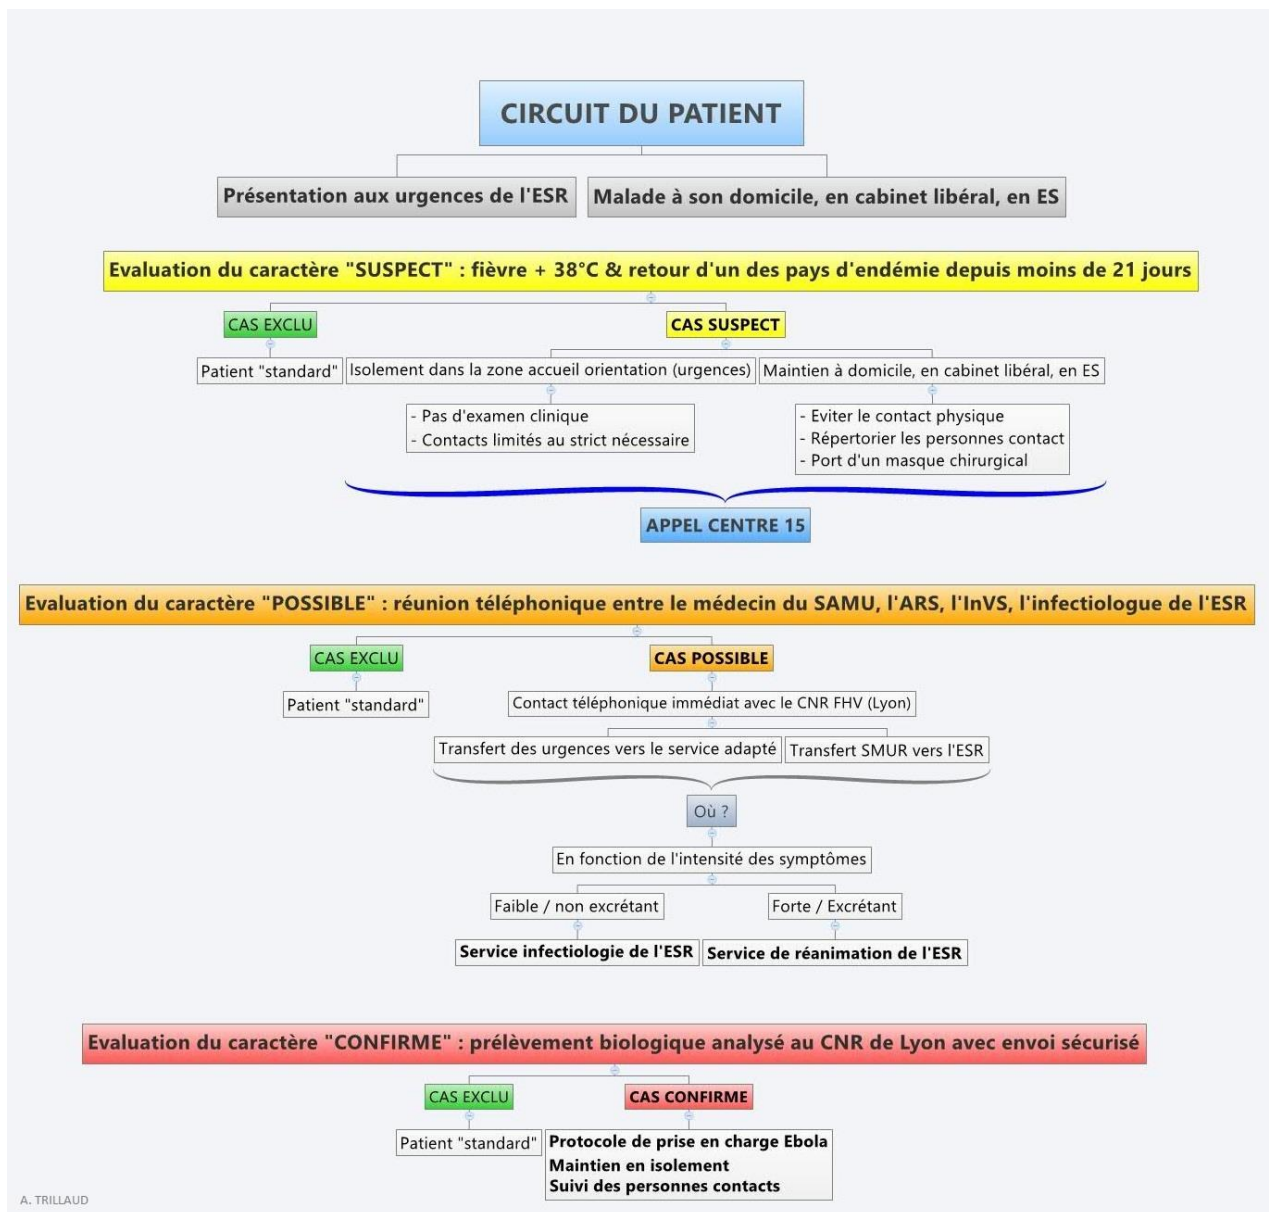 CIRCUIT DU PATIENT
Présentation aux urgences de l'ESR
Malade à son domicile, en cabinet libéral, en ES
Evaluation du caractère "SUSPECT" : fièvre + 38°C & retour d'un des pays d'endémie depuis moins de 21 jours
CAS EXCLU
CAS SUSPECT
Patient "standard"
Isolement dans la zone accueil orientation (urgences)
Maintien à domicile, en cabinet libéral, en ES
- Pas d'examen clinique
- Contacts limités au strict nécessaire
- Eviter le contact physique
- Répertorier les personnes contact
- Port d'un masque chirurgical
APPEL CENTRE 15
Evaluation du caractère "POSSIBLE" : réunion téléphonique entre le médecin du SAMU, l'ARS, l'InVS, l'infectiologue de l'ESR
CAS EXCLU
CAS POSSIBLE
Patient "standard"
Contact téléphonique immédiat avec le CNR FHV (Lyon)
Transfert des urgences vers le service adapté
Transfert SMUR vers l'ESR
Où ?
En fonction de l'intensité des symptômes
Faible / non excrétant
Forte / Excrétant
Service infectiologie de l'ESR
Service de réanimation de l'ESR
Evaluation du caractère "CONFIRME" : prélèvement biologique analysé au CNR de Lyon avec envoi sécurisé
CAS EXCLU
CAS CONFIRME
Patient "standard"
Protocole de prise en charge Ebola
Maintien en isolement
Suivi des personnes contacts
A. TRILLAUD